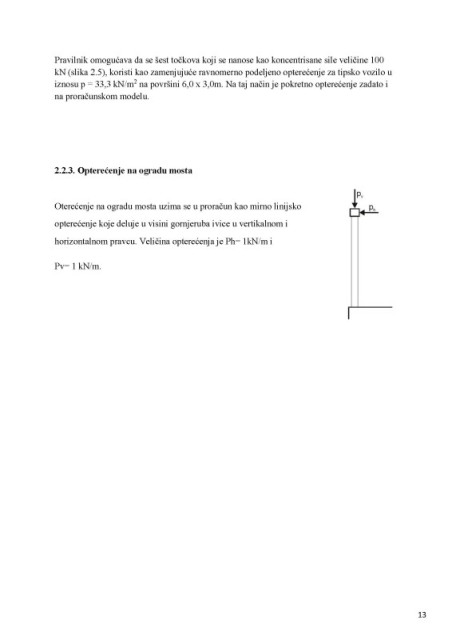 Pravilnik omogućava da se šest točkova koji se nanose kao koncentrisane sile veličine 100
kN (slika 2.5), koristi kao zamenjujuće ravnomerno podeljeno opterećenje za tipsko vozilo u
iznosu p = 33,3 kN/m² na površini 6,0 x 3,0m. Na taj način je pokretno opterećenje zadato i
na proračunskom modelu.
2.2.3. Opterećenje na ogradu mosta
Oterećenje na ogradu mosta uzima se u proračun kao mirno linijsko
opterećenje koje deluje u visini gornjeruba ivice u vertikalnom i
horizontalnom pravcu. Veličina opterećenja je Ph= 1kN/m i
Pv= 1 kN/m.
13